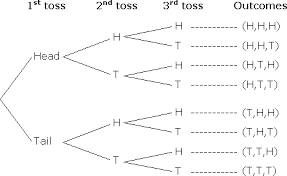 1st toss 2nd toss 3rd toss Outcomes
H (H,H,H)
H
T (H,H,T)
Head
H (H,T,H)
T
T (H,T,T)
H (T,H,H)
H
T (T,H,T)
Tail
H (T,T,H)
T
T (T,T,T)